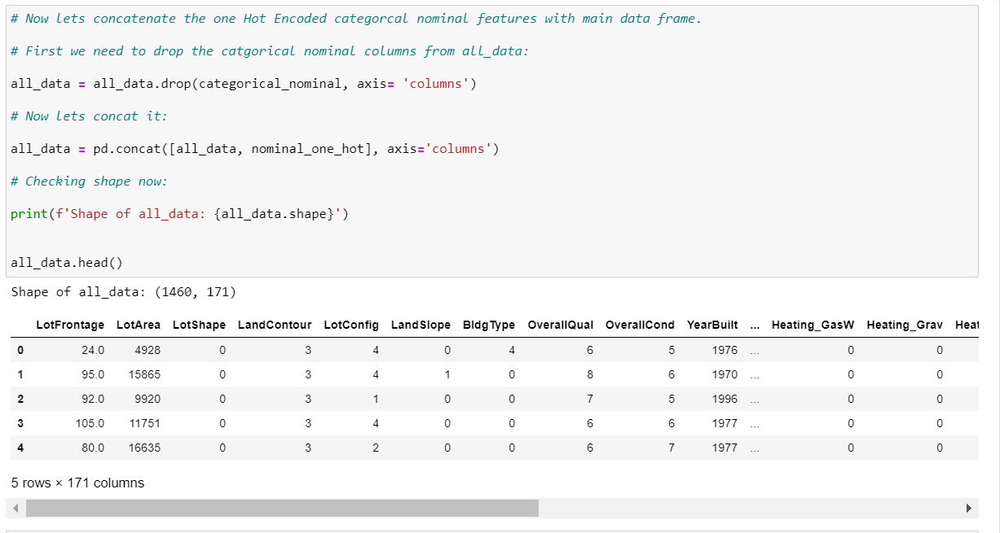 # Now lets concatenate the one Hot Encoded categorcal nominal features with main data frame.
# First we need to drop the catgorical nominal columns from all_data:
all_data = all_data.drop(categorical_nominal, axis= 'columns')
# Now lets concat it:
all_data = pd.concat([all_data, nominal_one_hot], axis='columns')
# Checking shape now:
print(f'Shape of all_data: {all_data.shape}')
all_data.head()
Shape of all_data: (1460, 171)
LotFrontage LotArea LotShape LandContour LotConfig LandSlope BldgType OverallQual OverallCond YearBuilt ... Heating_GasW Heating_Grav Heat
0 24.0 4928 0 3 4 0 4 6 5 1976 ... 0 0
1 95.0 15865 0 3 4 1 0 8 6 1970 ... 0 0
2 92.0 9920 0 3 1 0 0 7 5 1996 ... 0 0
3 105.0 11751 0 3 4 0 0 6 6 1977 ... 0 0
4 80.0 16635 0 3 2 0 0 6 7 1977 ... 0 0
5 rows × 171 columns